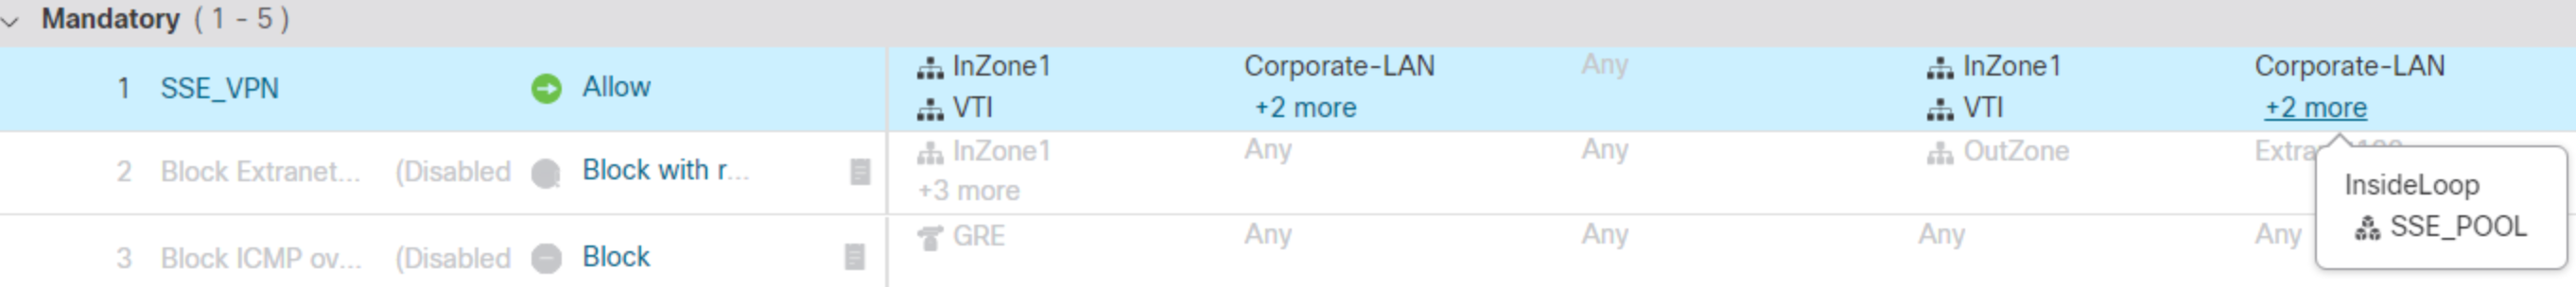 Mandatory (1 - 5)
1 SSE_VPN Allow InZone1 Corporate-LAN Any InZone1 Corporate-LAN
VTI +2 more VTI +2 more
2 Block Extranet... (Disabled Block with r... InZone1 Any Any OutZone
+3 more
InsideLoop
SSE_POOL
3 Block ICMP ov... (Disabled Block GRE Any Any Any Any